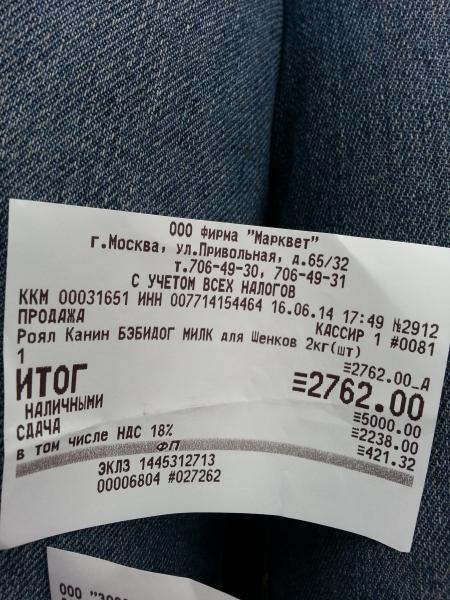 ООО Фирма "Марквет"
г.Москва, ул.Привольная, д.65/32
т.706-49-30, 706-49-31
С УЧЕТОМ ВСЕХ НАЛОГОВ
ККМ 00031651 ИНН 007714154464 16.06.14 17:49 №2912
ПРОДАЖА КАССИР 1 #0081
Роял Канин БЭБИДОГ МИЛК для Шенков 2кг(шт)
1 ≡2762.00_А
ИТОГ ≡2762.00
НАЛИЧНЫМИ ≡5000.00
СДАЧА ≡2238.00
в том числе НДС 18% ≡421.32
ФП
ЭКЛЗ 1445312713
00006804 #027262
ООО